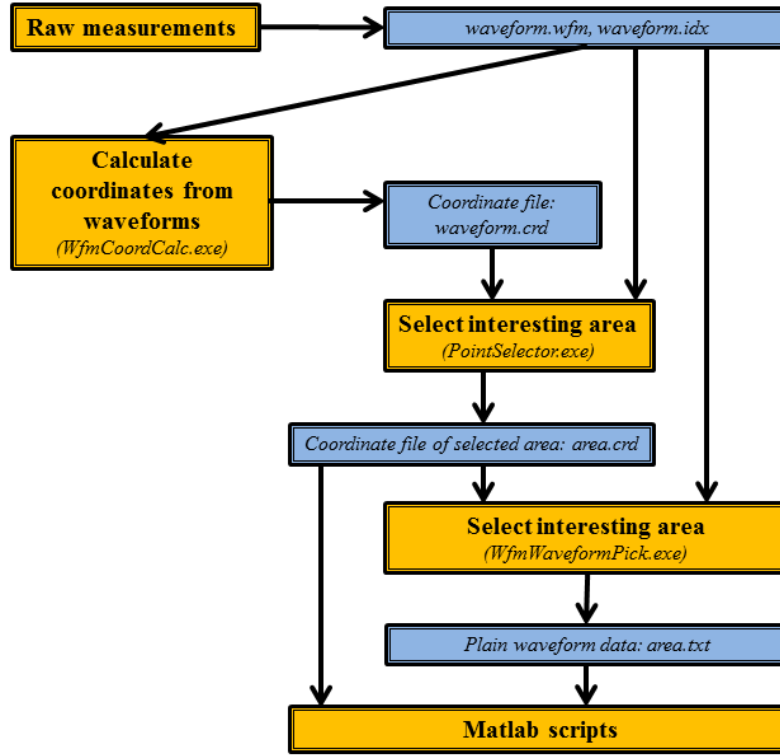 Raw measurements
waveform.wfm, waveform.idx
Calculate
coordinates from
waveforms
(WfmCoordCalc.exe)
Coordinate file:
waveform.crd
Select interesting area
(PointSelector.exe)
Coordinate file of selected area: area.crd
Select interesting area
(WfmWaveformPick.exe)
Plain waveform data: area.txt
Matlab scripts